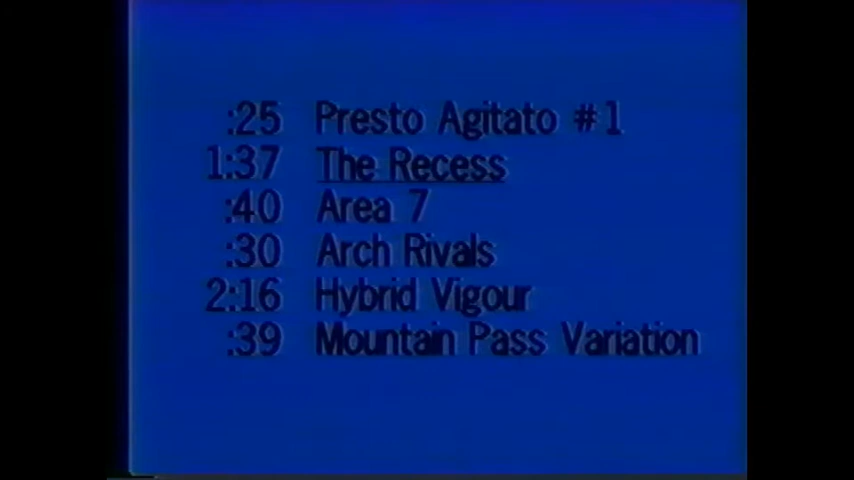 :25 Presto Agitato #1
1:37 The Recess
:40 Area 7
:30 Arch Rivals
2:16 Hybrid Vigour
:39 Mountain Pass Variation